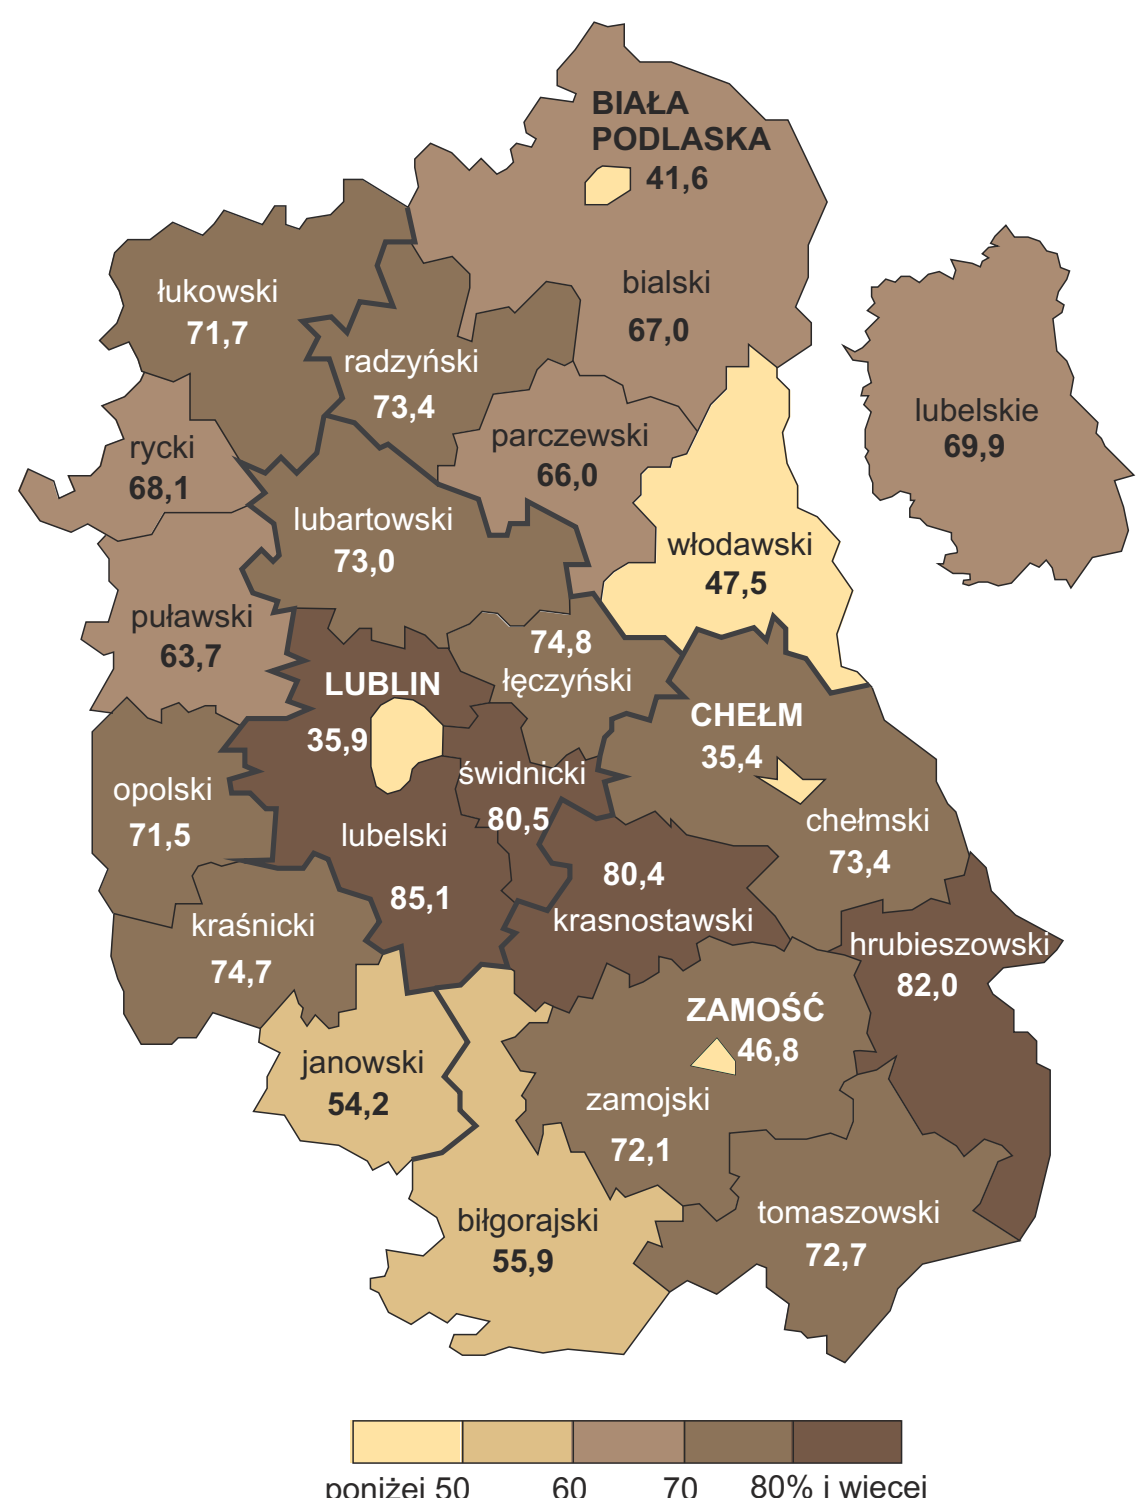 BIAŁA
PODLASKA
41,6
bialski
67,0
łukowski
71,7
radzyński
73,4
lubelskie
69,9
rycki
68,1
parczewski
66,0
lubartowski
73,0
włodawski
47,5
puławski
63,7
74,8
łęczyński
LUBLIN
35,9
CHEŁM
35,4
opolski
71,5
świdnicki
80,5
lubelski
85,1
chełmski
73,4
80,4
krasnostawski
kraśnicki
74,7
hrubieszowski
82,0
ZAMOŚĆ
46,8
janowski
54,2
zamojski
72,1
biłgorajski
55,9
tomaszowski
72,7
poniżej 50 60 70 80% i więcej